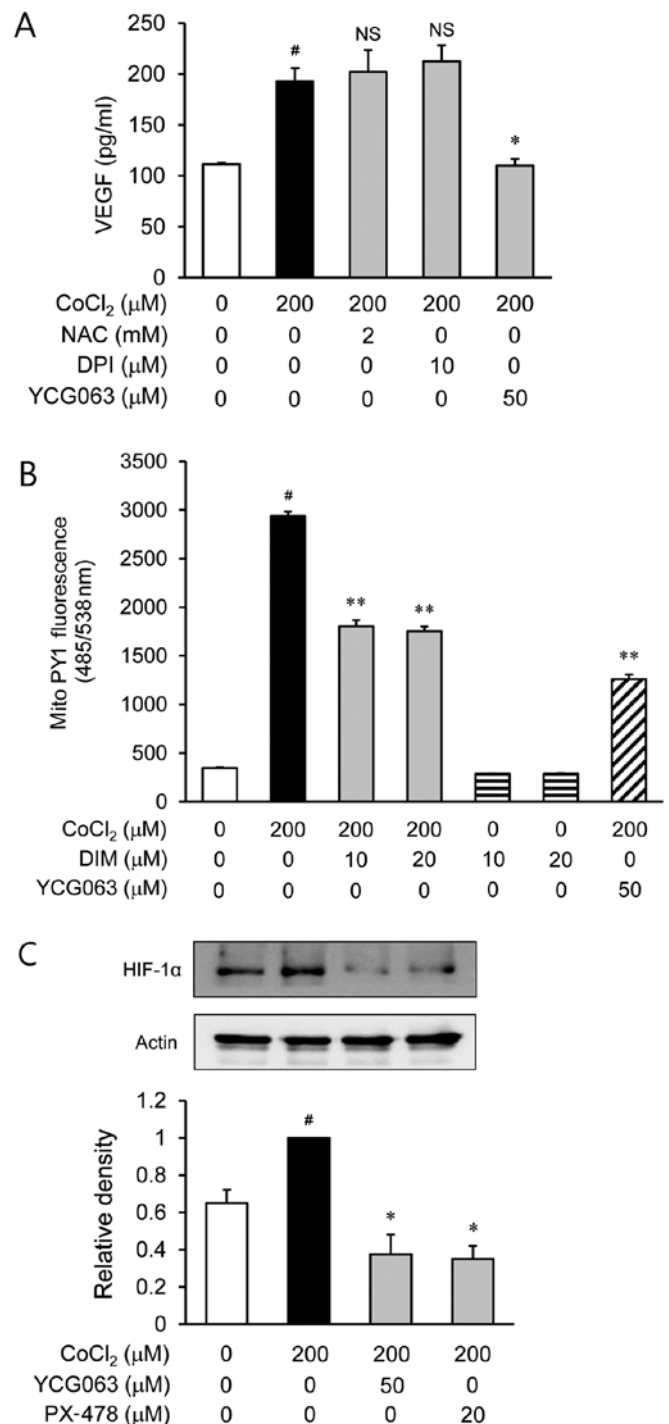 A
VEGF (pg/ml)
250
200
150
100
50
0
#
NS
NS
*
CoCl₂ (μM) 0 200 200 200 200
NAC (mM) 0 0 2 0 0
DPI (μM) 0 0 0 10 0
YCG063 (μM) 0 0 0 0 50
B
Mito PY1 fluorescence
(485/538nm)
3500
3000
2500
2000
1500
1000
500
0
#
**
**
**
CoCl₂ (μM) 0 200 200 200 0 0 200
DIM (μM) 0 0 10 20 10 20 0
YCG063 (μM) 0 0 0 0 0 0 50
C
HIF-1α
Actin
Relative density
1.2
1
0.8
0.6
0.4
0.2
0
#
*
*
CoCl₂ (μM) 0 200 200 200
YCG063 (μM) 0 0 50 0
PX-478 (μM) 0 0 0 20